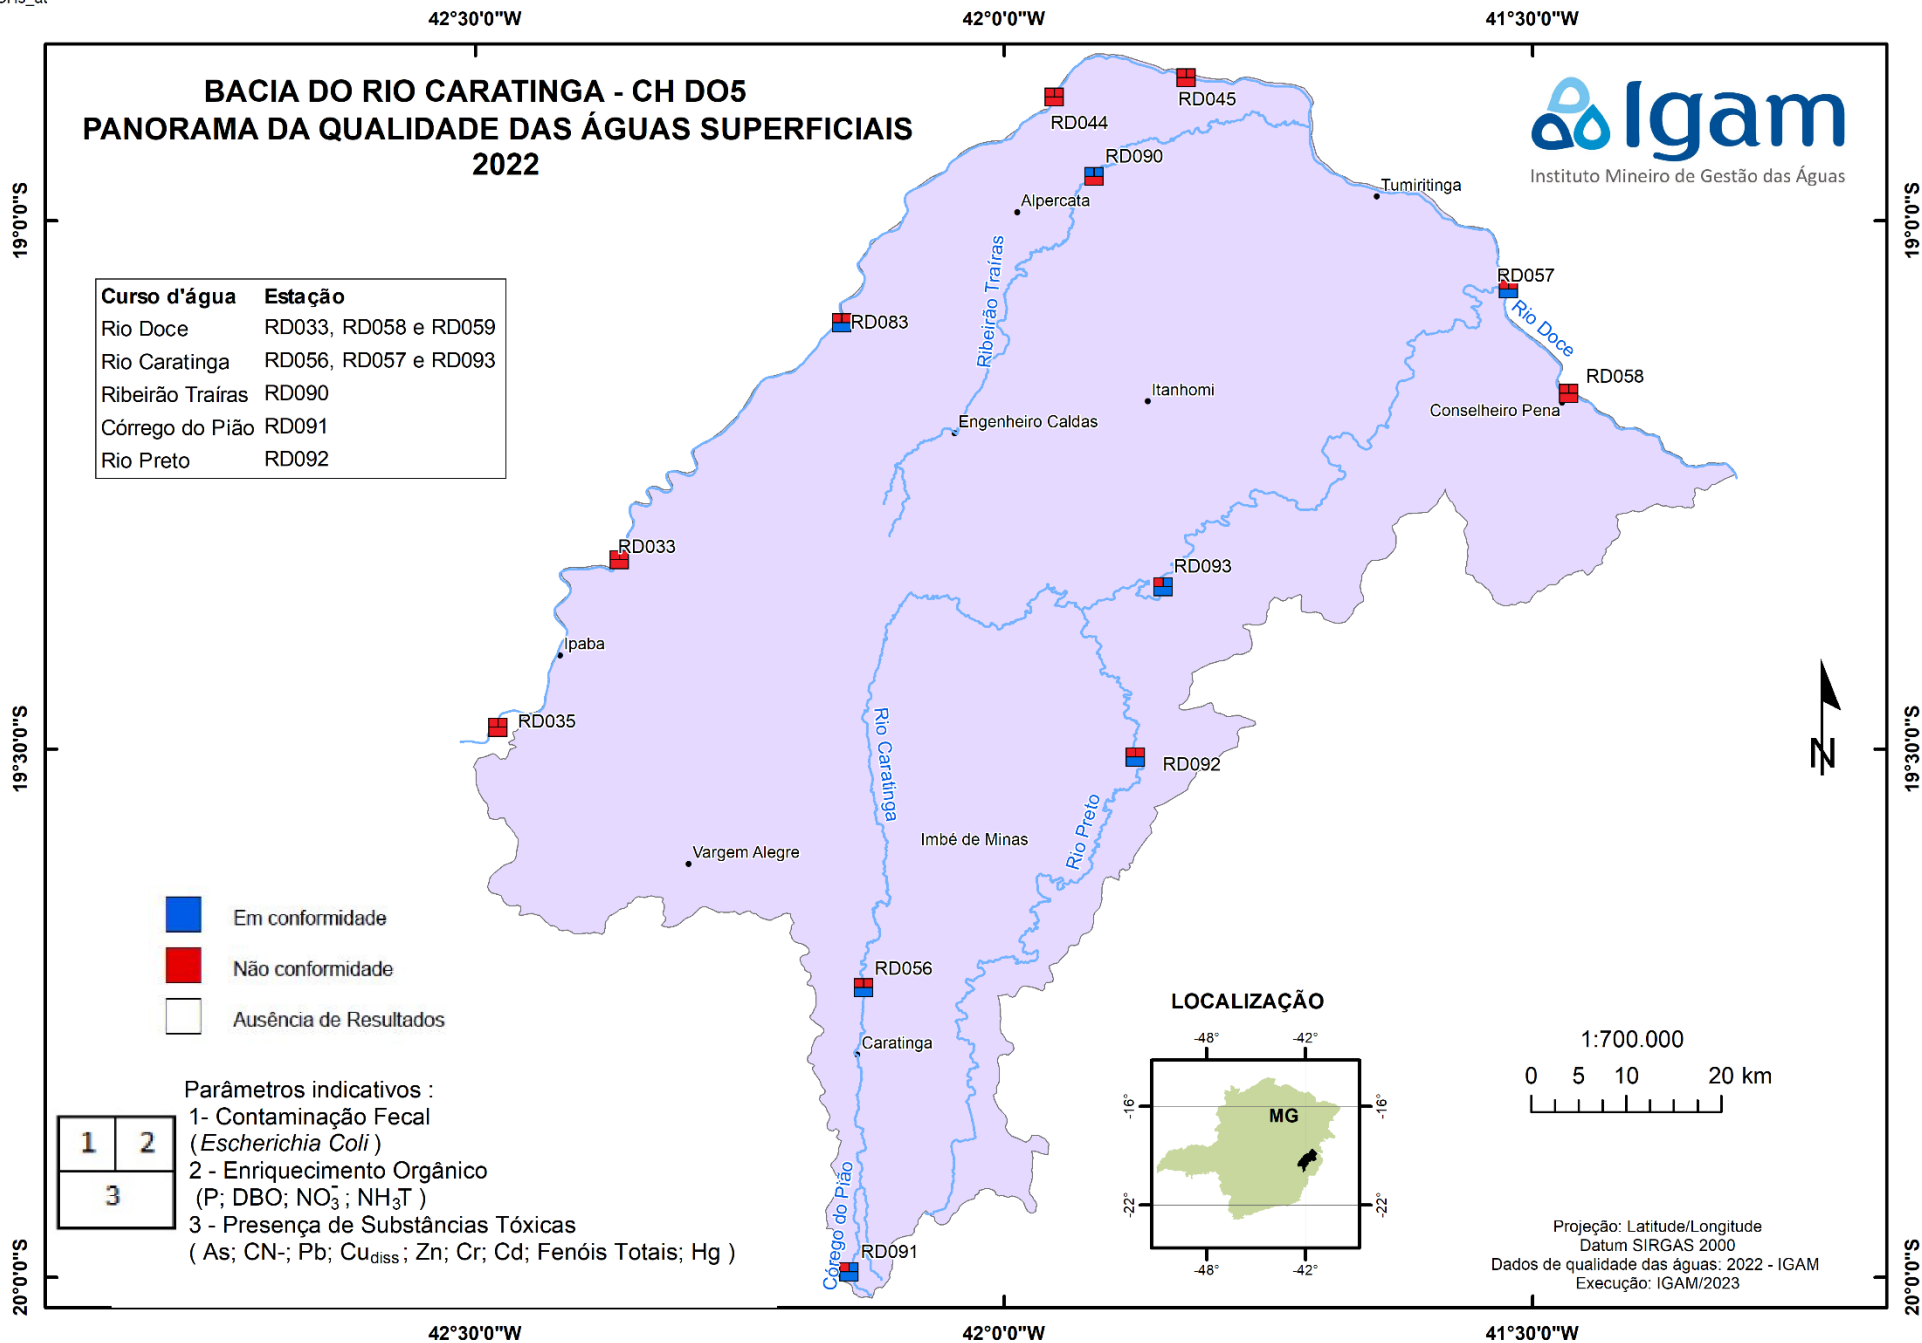 42°30'0"W
42°0'0"W
41°30'0"W
BACIA DO RIO CARATINGA - CH DO5
PANORAMA DA QUALIDADE DAS ÁGUAS SUPERFICIAIS
2022
Igam
Instituto Mineiro de Gestão das Águas
19°0'0"S
19°0'0"S
Curso d'água Estação
Rio Doce RD033, RD058 e RD059
Rio Caratinga RD056, RD057 e RD093
Ribeirão Traíras RD090
Córrego do Pião RD091
Rio Preto RD092
RD045
RD044
RD090
Tumiritinga
Alpercata
Ribeirão Traíras
RD057
Rio Doce
RD083
RD058
Itanhomi
Conselheiro Pena
Engenheiro Caldas
RD033
RD093
Ipaba
RD035
Rio Caratinga
19°30'0"S
19°30'0"S
N
RD092
Rio Preto
Imbé de Minas
Vargem Alegre
Em conformidade
Não conformidade
Ausência de Resultados
RD056
Caratinga
LOCALIZAÇÃO
-48°
-42°
-16°
-16°
MG
-22°
-22°
-48°
-42°
1:700.000
0 5 10 20 km
Parâmetros indicativos :
1 2
3
1- Contaminação Fecal
(Escherichia Coli)
2 - Enriquecimento Orgânico
(P; DBO; NO₃⁻; NH₃T )
3 - Presença de Substâncias Tóxicas
( As; CN-; Pb; Cudiss; Zn; Cr; Cd; Fenóis Totais; Hg )
Córrego do Pião
RD091
Projeção: Latitude/Longitude
Datum SIRGAS 2000
Dados de qualidade das águas: 2022 - IGAM
Execução: IGAM/2023
20°0'0"S
20°0'0"S
42°30'0"W
42°0'0"W
41°30'0"W